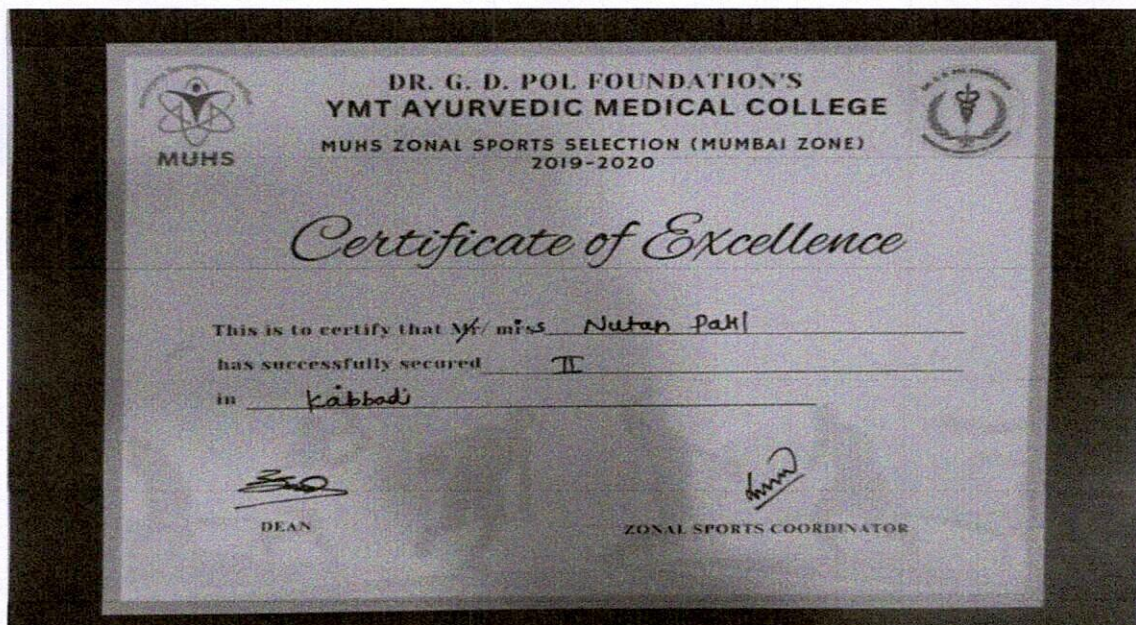 DR. G. D. POL FOUNDATION'S
YMT AYURVEDIC MEDICAL COLLEGE
MUHS
MUHS ZONAL SPORTS SELECTION (MUMBAI ZONE)
2019-2020
Certificate of Excellence
This is to certify that Mr/ miss Nutan Patil
has successfully secured II
in Kabbadi
DEAN
ZONAL SPORTS COORDINATOR